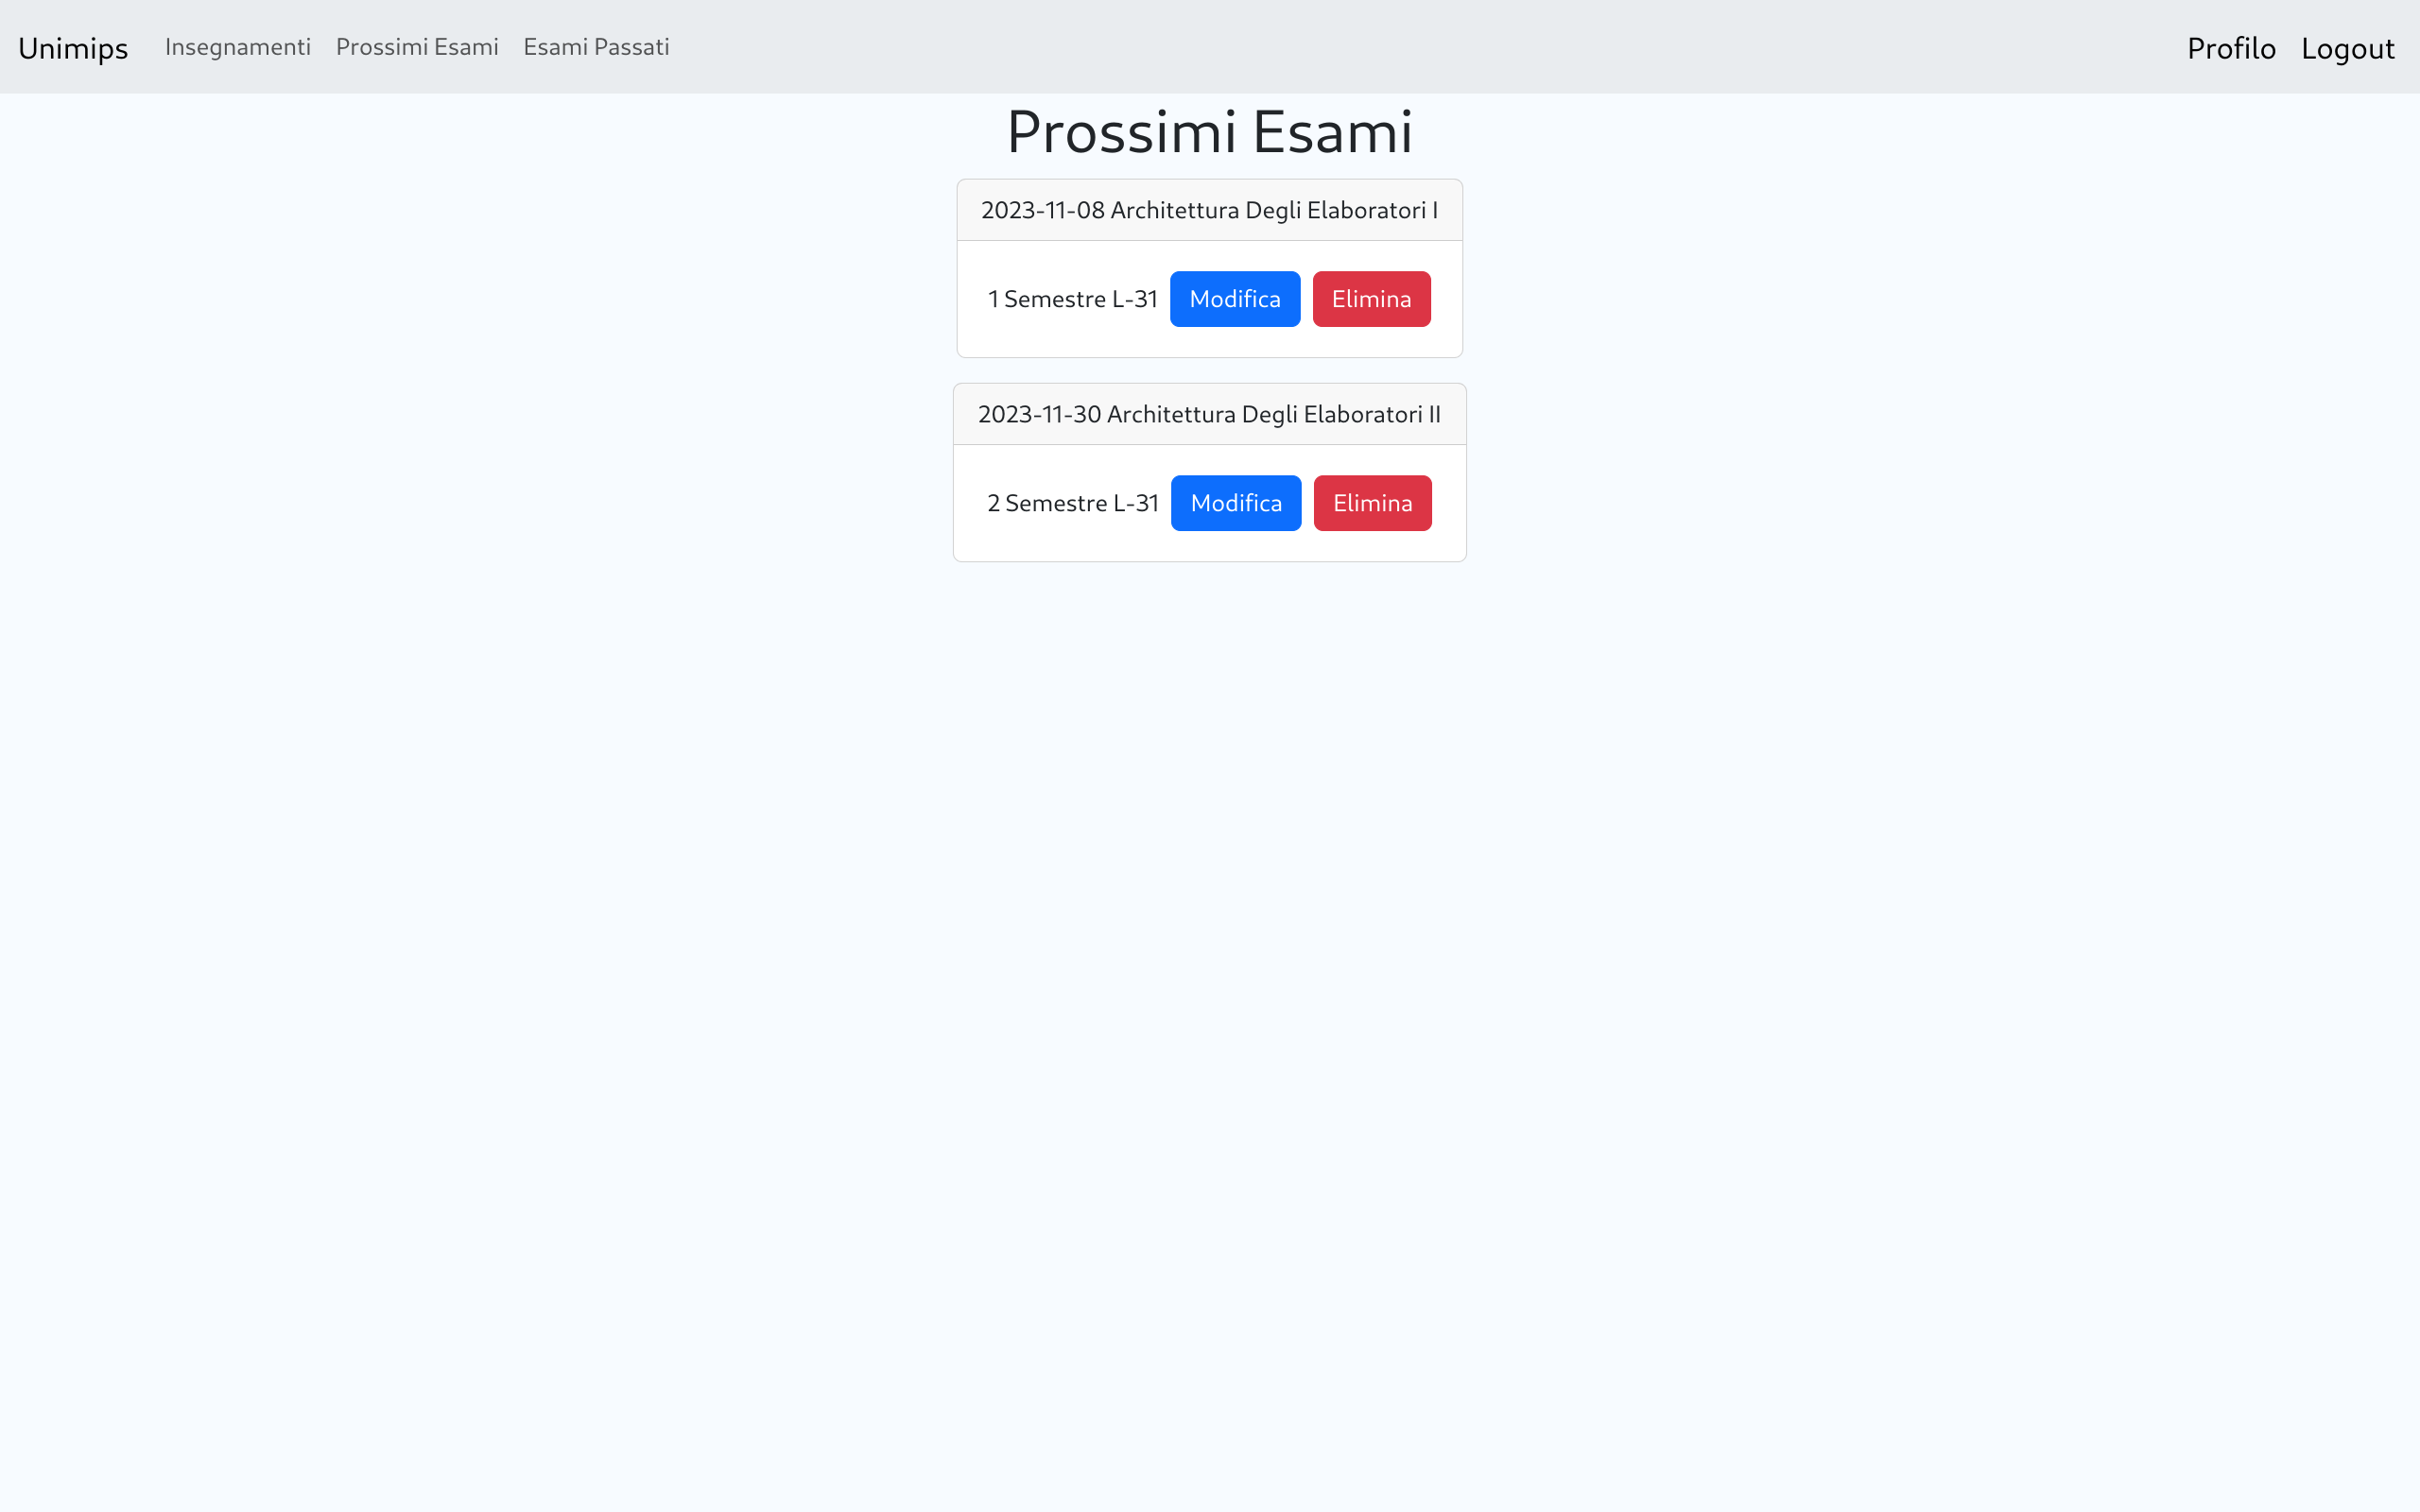 Unimips Insegnamenti Prossimi Esami Esami Passati Profilo Logout
Prossimi Esami
2023-11-08 Architettura Degli Elaboratori I
1 Semestre L-31 Modifica Elimina
2023-11-30 Architettura Degli Elaboratori II
2 Semestre L-31 Modifica Elimina